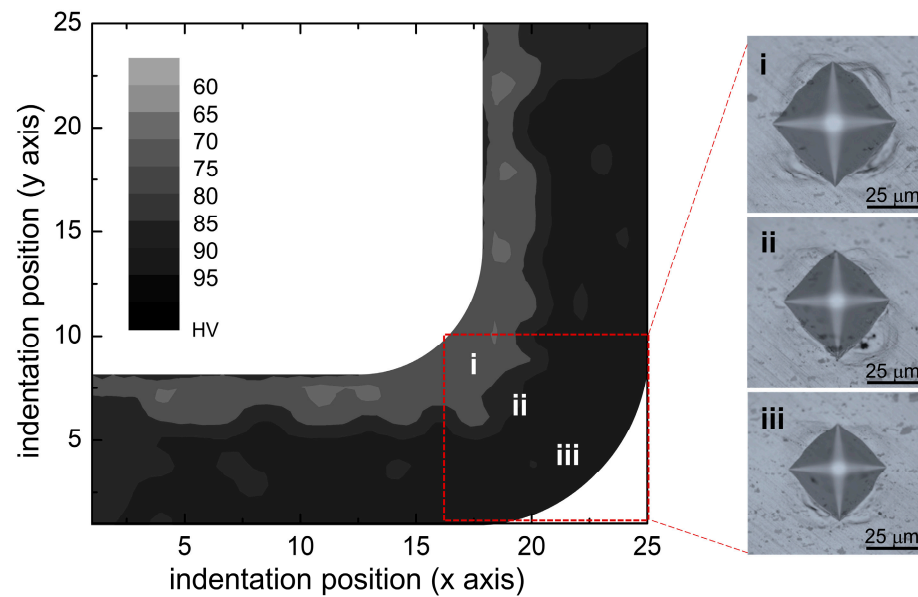 25
20
15
10
5
indentation position (y axis)
60
65
70
75
80
85
90
95
HV
i
ii
iii
5
10
15
20
25
indentation position (x axis)
i
25 μm
ii
25 μm
iii
25 μm